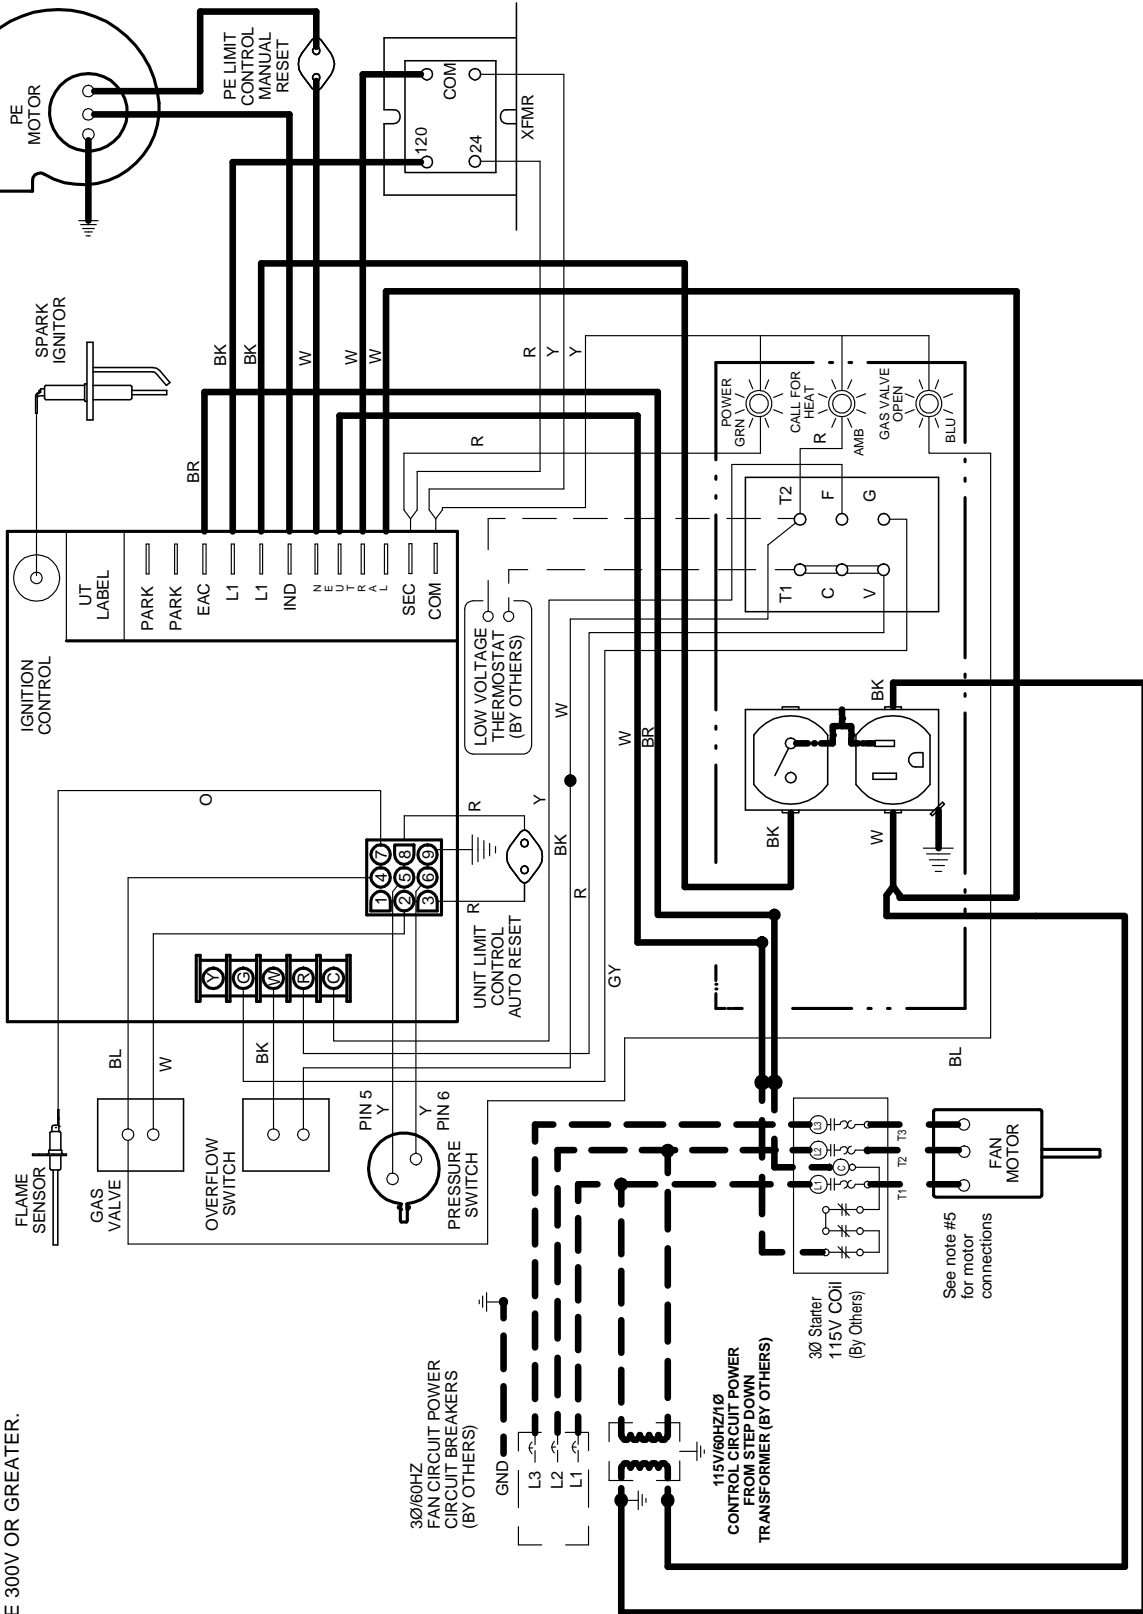 E 300V OR GREATER.
PE
MOTOR
PE LIMIT
CONTROL
MANUAL
RESET
120
COM
24
XFMR
SPARK
IGNITOR
BK
BK
W
W
W
R
Y
Y
BR
R
IGNITION
CONTROL
UT
LABEL
PARK
PARK
EAC
L1
L1
IND
N
E
U
T
R
A
L
SEC
COM
POWER
GRN
CALL FOR
HEAT
R
AMB
GAS VALVE
OPEN
BLU
T2
F
G
T1
C
V
LOW VOLTAGE
THERMOSTAT
(BY OTHERS)
W
W
BR
O
1
4
7
2
5
8
3
6
9
R
R
Y
BK
R
GY
UNIT LIMIT
CONTROL
AUTO RESET
BK
BK
W
Y
G
W
R
C
FLAME
SENSOR
GAS
VALVE
BL
W
OVERFLOW
SWITCH
BK
PIN 5
Y
Y
PIN 6
PRESSURE
SWITCH
BL
L3
L2
C
L1
T3
T2
T1
FAN
MOTOR
See note #5
for motor
connections
3Ø Starter
115V COil
(By Others)
3Ø/60HZ
FAN CIRCUIT POWER
CIRCUIT BREAKERS
(BY OTHERS)
GND
L3
L2
L1
115V/60HZ/1Ø
CONTROL CIRCUIT POWER
FROM STEP DOWN
TRANSFORMER (BY OTHERS)